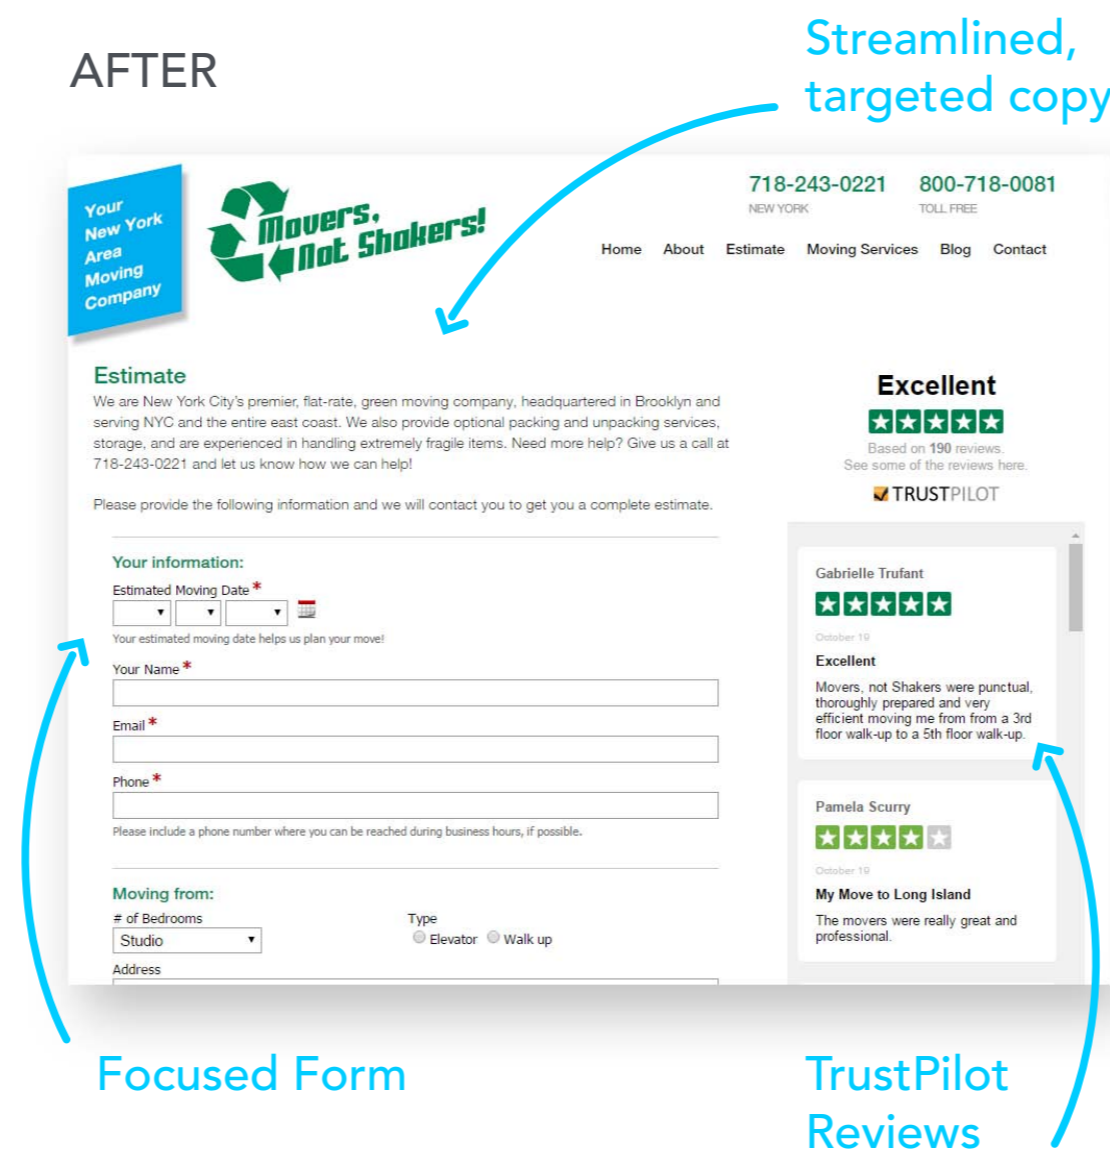 AFTER
Streamlined,
targeted copy
Your
New York
Area
Moving
Company
Movers,
Not Shakers!
718-243-0221 800-718-0081
NEW YORK TOLL FREE
Home About Estimate Moving Services Blog Contact
Estimate
We are New York City's premier, flat-rate, green moving company, headquartered in Brooklyn and
serving NYC and the entire east coast. We also provide optional packing and unpacking services,
storage, and are experienced in handling extremely fragile items. Need more help? Give us a call at
718-243-0221 and let us know how we can help!
Please provide the following information and we will contact you to get you a complete estimate.
Your information:
Estimated Moving Date *
Your estimated moving date helps us plan your move!
Your Name *
Email *
Phone *
Please include a phone number where you can be reached during business hours, if possible.
Moving from:
# of Bedrooms Type
Studio Elevator Walk up
Address
Excellent
Based on 190 reviews.
See some of the reviews here.
TRUSTPILOT
Gabrielle Trufant
October 19
Excellent
Movers, not Shakers were punctual,
thoroughly prepared and very
efficient moving me from from a 3rd
floor walk-up to a 5th floor walk-up.
Pamela Scurry
October 19
My Move to Long Island
The movers were really great and
professional.
Focused Form
TrustPilot
Reviews